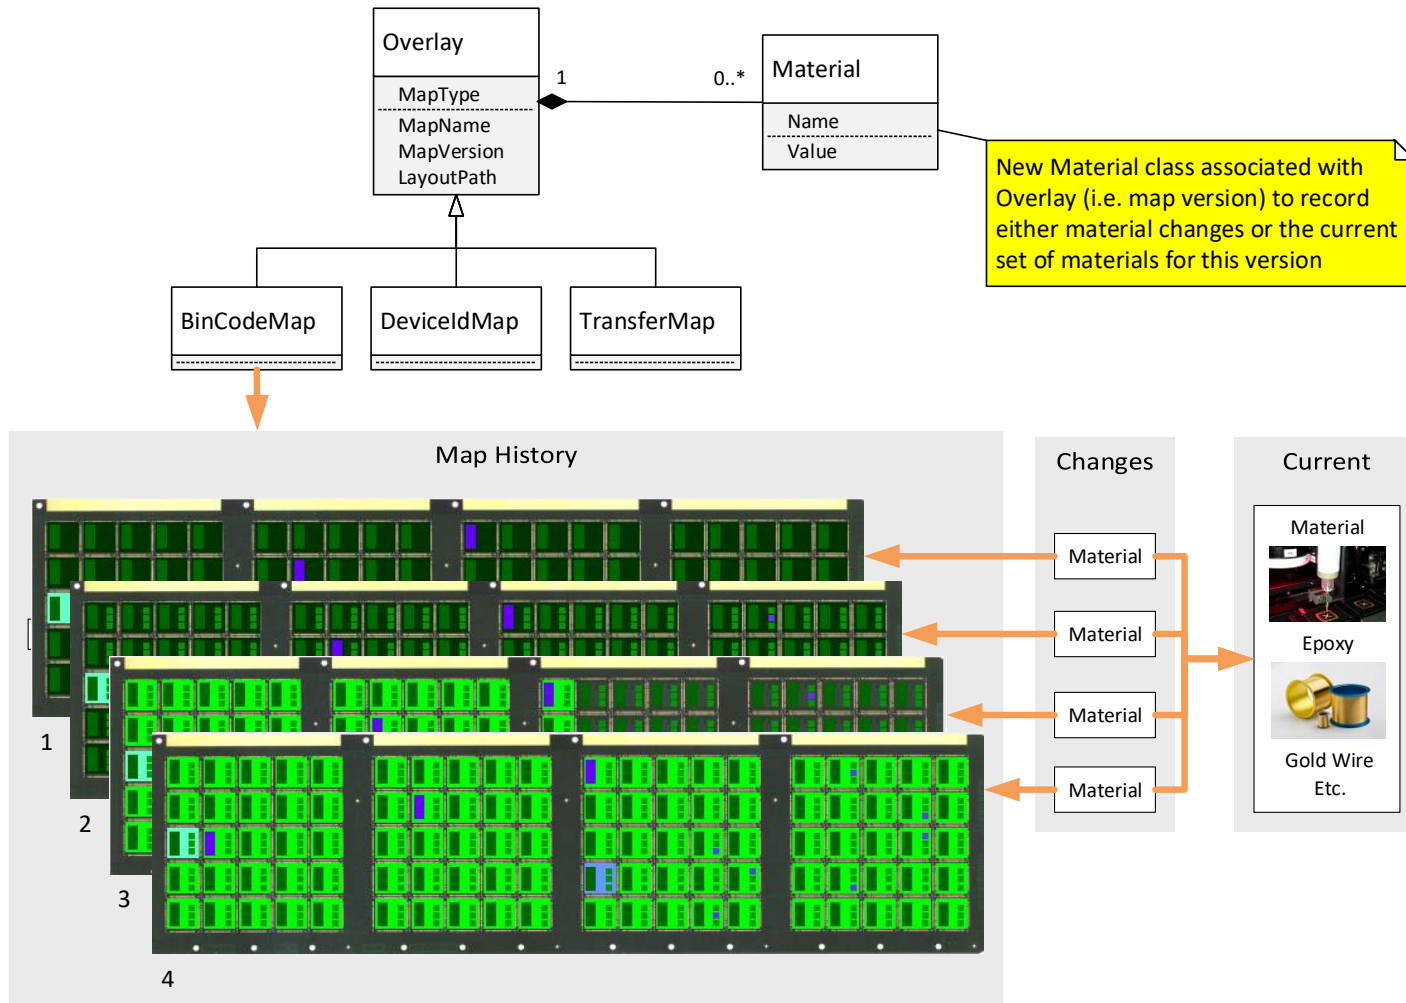 Overlay
MapType
MapName
MapVersion
LayoutPath
1
0..*
Material
Name
Value
New Material class associated with
Overlay (i.e. map version) to record
either material changes or the current
set of materials for this version
BinCodeMap
DeviceIdMap
TransferMap
Map History
1
2
3
4
Changes
Material
Material
Material
Material
Current
Material
Epoxy
Gold Wire
Etc.